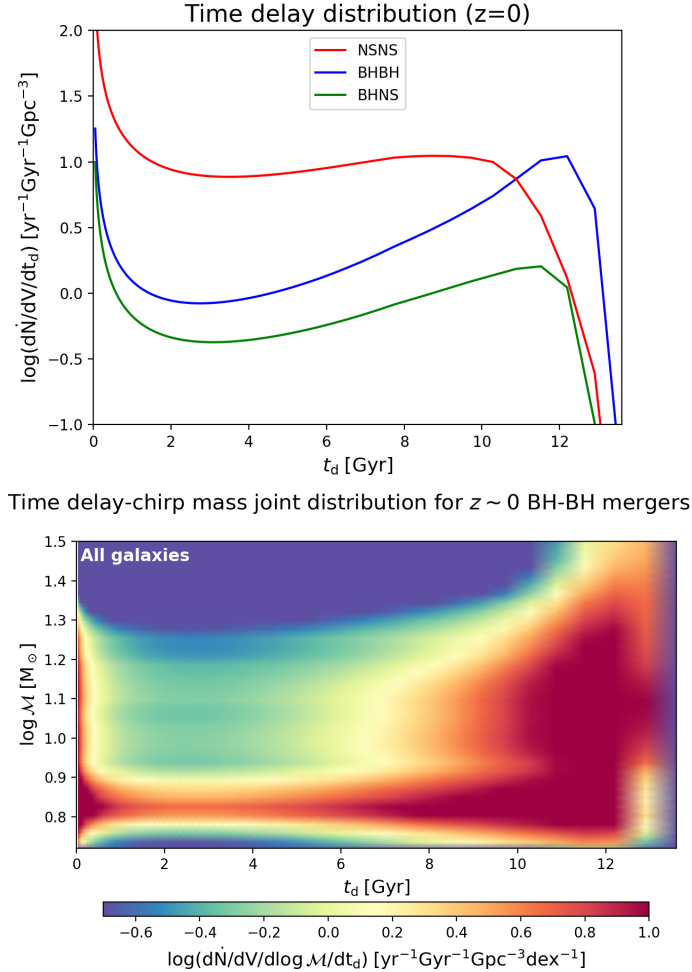 Time delay distribution (z=0)
2.0
1.5
1.0
0.5
0.0
−0.5
−1.0
log(dṄ/dV/dt_d) [yr⁻¹Gyr⁻¹Gpc⁻³]
NSNS
BHBH
BHNS
0 2 4 6 8 10 12
t_d [Gyr]
Time delay-chirp mass joint distribution for z ~ 0 BH-BH mergers
All galaxies
1.5
1.4
1.3
1.2
1.1
1.0
0.9
0.8
log ℳ [M_⊙]
0 2 4 6 8 10 12
t_d [Gyr]
−0.6 −0.4 −0.2 0.0 0.2 0.4 0.6 0.8 1.0
log(dṄ/dV/dlog ℳ/dt_d) [yr⁻¹Gyr⁻¹Gpc⁻³dex⁻¹]